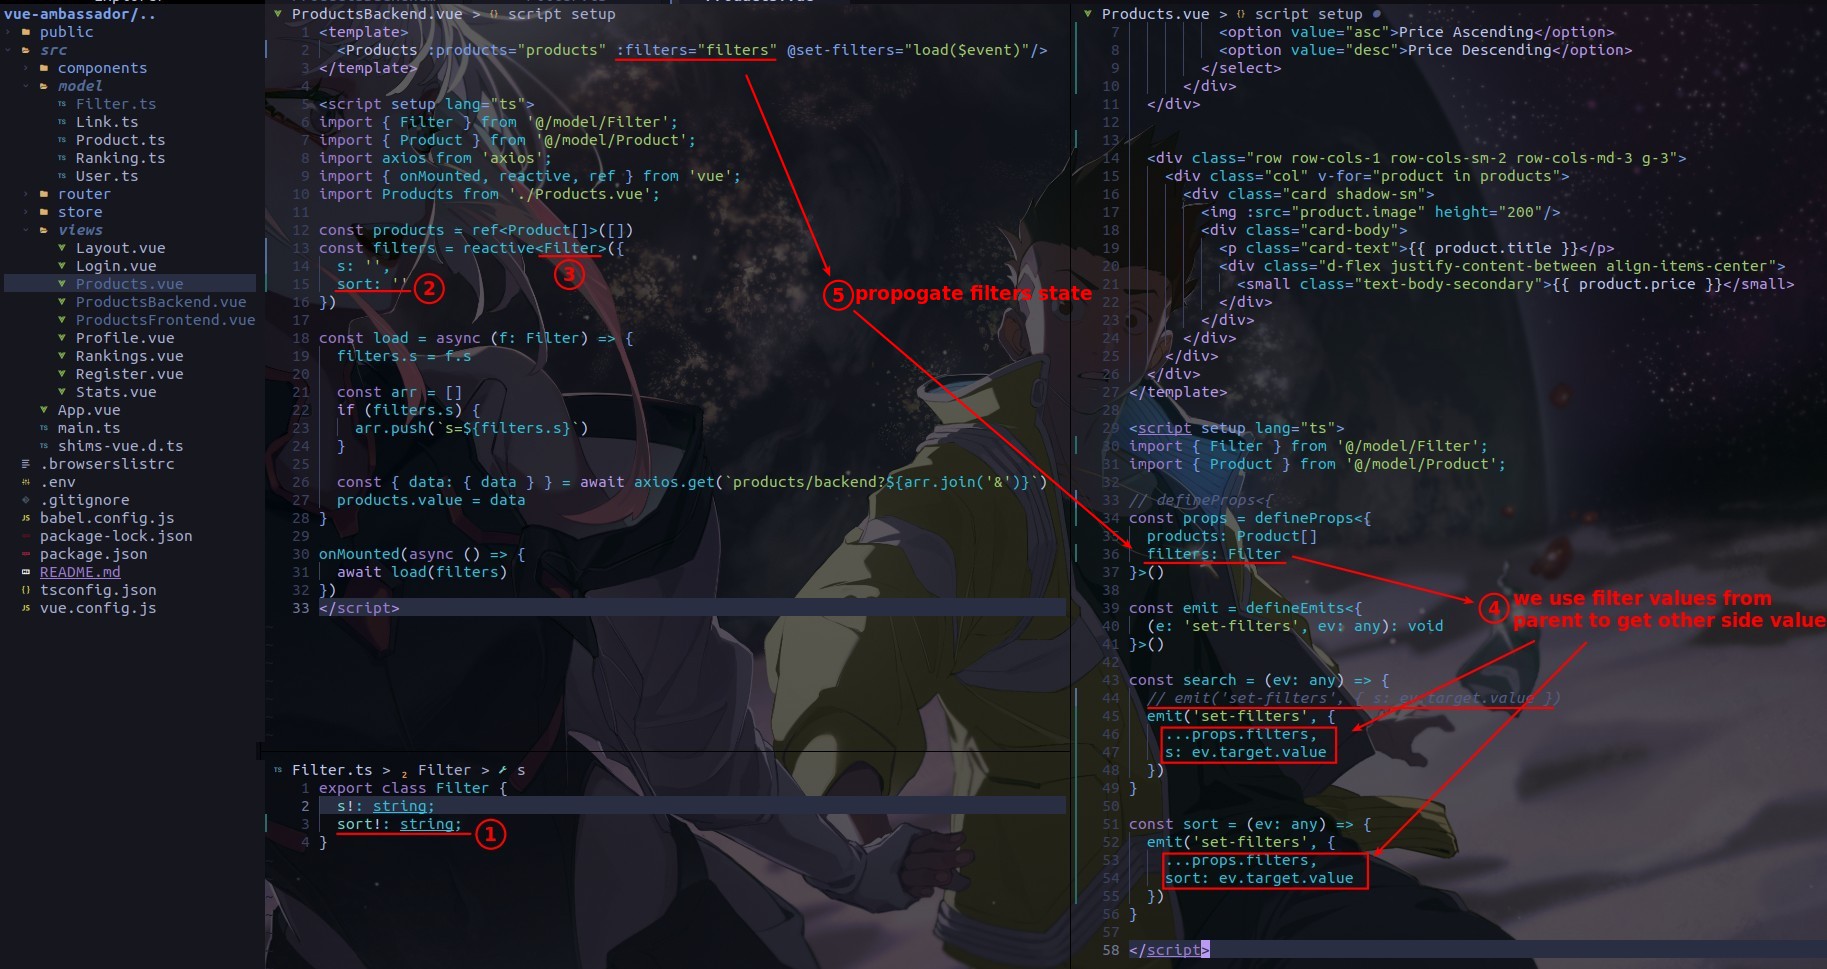 vue-ambassador/..
public
src
components
model
TS Filter.ts
TS Link.ts
TS Product.ts
TS Ranking.ts
TS User.ts
router
store
views
Layout.vue
Login.vue
Products.vue
ProductsBackend.vue
ProductsFrontend.vue
Profile.vue
Rankings.vue
Register.vue
Stats.vue
App.vue
TS main.ts
TS shims-vue.d.ts
.browserslistrc
.env
.gitignore
JS babel.config.js
package-lock.json
package.json
README.md
{} tsconfig.json
JS vue.config.js
ProductsBackend.vue > {} script setup
1 <template>
2 <Products :products="products" :filters="filters" @set-filters="load($event)"/>
3 </template>
4
5 <script setup lang="ts">
6 import { Filter } from '@/model/Filter';
7 import { Product } from '@/model/Product';
8 import axios from 'axios';
9 import { onMounted, reactive, ref } from 'vue';
10 import Products from './Products.vue';
11
12 const products = ref<Product[]>([])
13 const filters = reactive<Filter>({
14 s: '',
15 sort: ''
16 })
17
18 const load = async (f: Filter) => {
19 filters.s = f.s
20
21 const arr = []
22 if (filters.s) {
23 arr.push(`s=${filters.s}`)
24 }
25
26 const { data: { data } } = await axios.get(`products/backend?${arr.join('&')}`)
27 products.value = data
28 }
29
30 onMounted(async () => {
31 await load(filters)
32 })
33 </script>
3
2
5 propogate filters state
TS Filter.ts > Filter > s
1 export class Filter {
2 s!: string;
3 sort!: string;
4 }
1
Products.vue > {} script setup
7 <option value="asc">Price Ascending</option>
8 <option value="desc">Price Descending</option>
9 </select>
10 </div>
11 </div>
12
13
14 <div class="row row-cols-1 row-cols-sm-2 row-cols-md-3 g-3">
15 <div class="col" v-for="product in products">
16 <div class="card shadow-sm">
17 <img :src="product.image" height="200"/>
18 <div class="card-body">
19 <p class="card-text">{{ product.title }}</p>
20 <div class="d-flex justify-content-between align-items-center">
21 <small class="text-body-secondary">{{ product.price }}</small>
22 </div>
23 </div>
24 </div>
25 </div>
26 </div>
27 </template>
28
29 <script setup lang="ts">
30 import { Filter } from '@/model/Filter';
31 import { Product } from '@/model/Product';
32
33 // defineProps<{
34 const props = defineProps<{
35 products: Product[]
36 filters: Filter
37 }>()
38
39 const emit = defineEmits<{
40 (e: 'set-filters', ev: any): void
41 }>()
42
43 const search = (ev: any) => {
44 // emit('set-filters', { s: ev.target.value })
45 emit('set-filters', {
46 ...props.filters,
47 s: ev.target.value
48 })
49 }
50
51 const sort = (ev: any) => {
52 emit('set-filters', {
53 ...props.filters,
54 sort: ev.target.value
55 })
56 }
57
58 </script>
4 we use filter values from
parent to get other side value